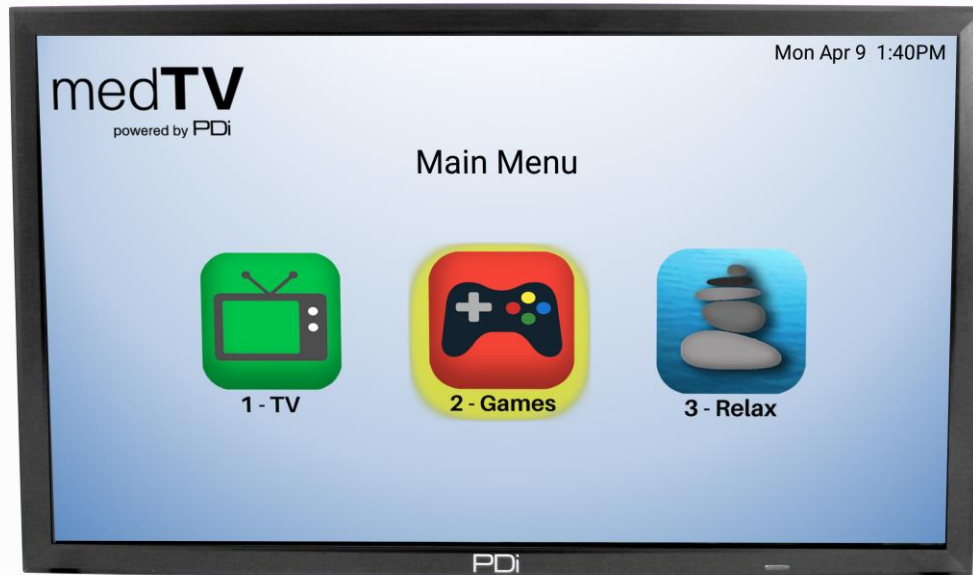 Mon Apr 9 1:40PM
medTV
powered by PDi
Main Menu
1 - TV
2 - Games
3 - Relax
PDi